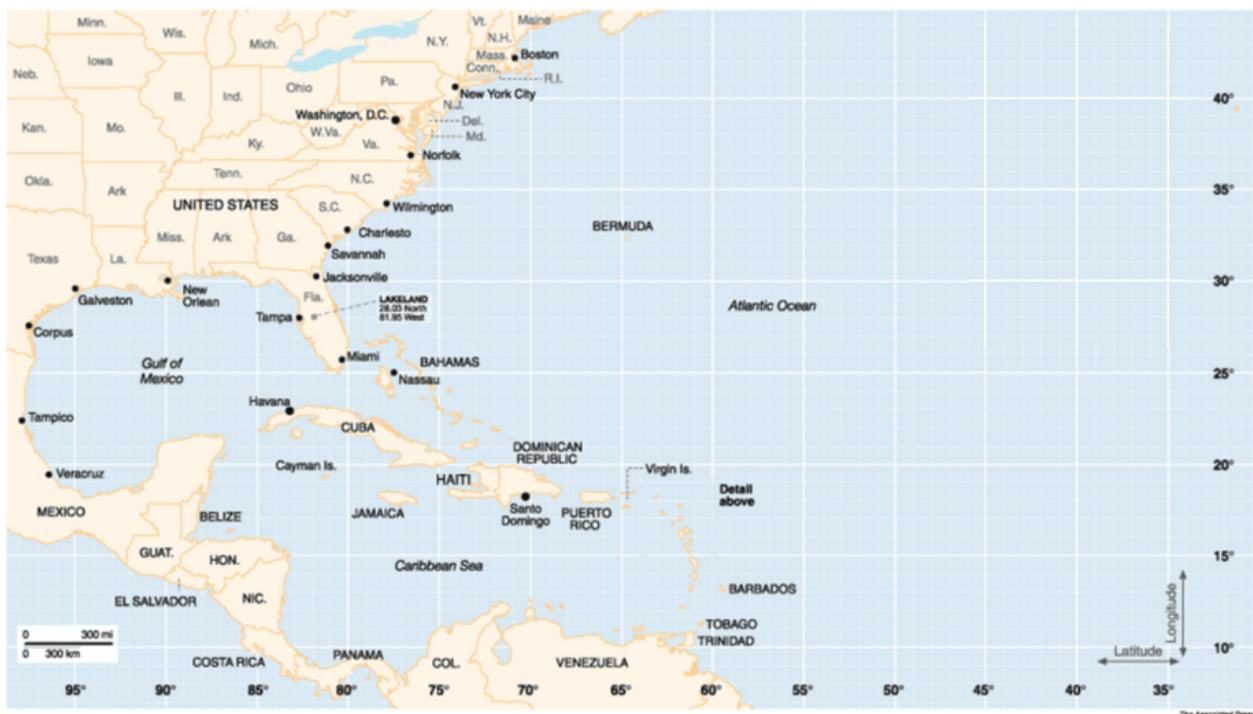 Minn.
Wis.
Mich.
N.Y.
Vt.
Maine
N.H.
Mass.
Boston
Conn.
R.I.
Neb.
Iowa
Ill.
Ind.
Ohio
Pa.
New York City
N.J.
40°
Washington, D.C.
Del.
Md.
Kan.
Mo.
Ky.
W.Va.
Va.
Norfolk
Okla.
Ark
Tenn.
N.C.
35°
UNITED STATES
S.C.
Wilmington
BERMUDA
Miss.
Ark
Ga.
Charlesto
Savannah
Texas
La.
Jacksonville
30°
Galveston
New
Orlean
Fla.
LAKELAND
28.03 North
81.95 West
Atlantic Ocean
Tampa
Corpus
Gulf of
Mexico
Miami
BAHAMAS
Nassau
25°
Havana
Tampico
CUBA
DOMINICAN
REPUBLIC
Cayman Is.
Virgin Is.
20°
Veracruz
HAITI
Detail
above
MEXICO
BELIZE
JAMAICA
Santo
Domingo
PUERTO
RICO
GUAT.
HON.
Caribbean Sea
15°
EL SALVADOR
NIC.
BARBADOS
Longitude
TOBAGO
TRINIDAD
0 300 mi
0 300 km
COSTA RICA
PANAMA
COL.
VENEZUELA
Latitude
10°
95° 90° 85° 80° 75° 70° 65° 60° 55° 50° 45° 40° 35°
The Associated Press